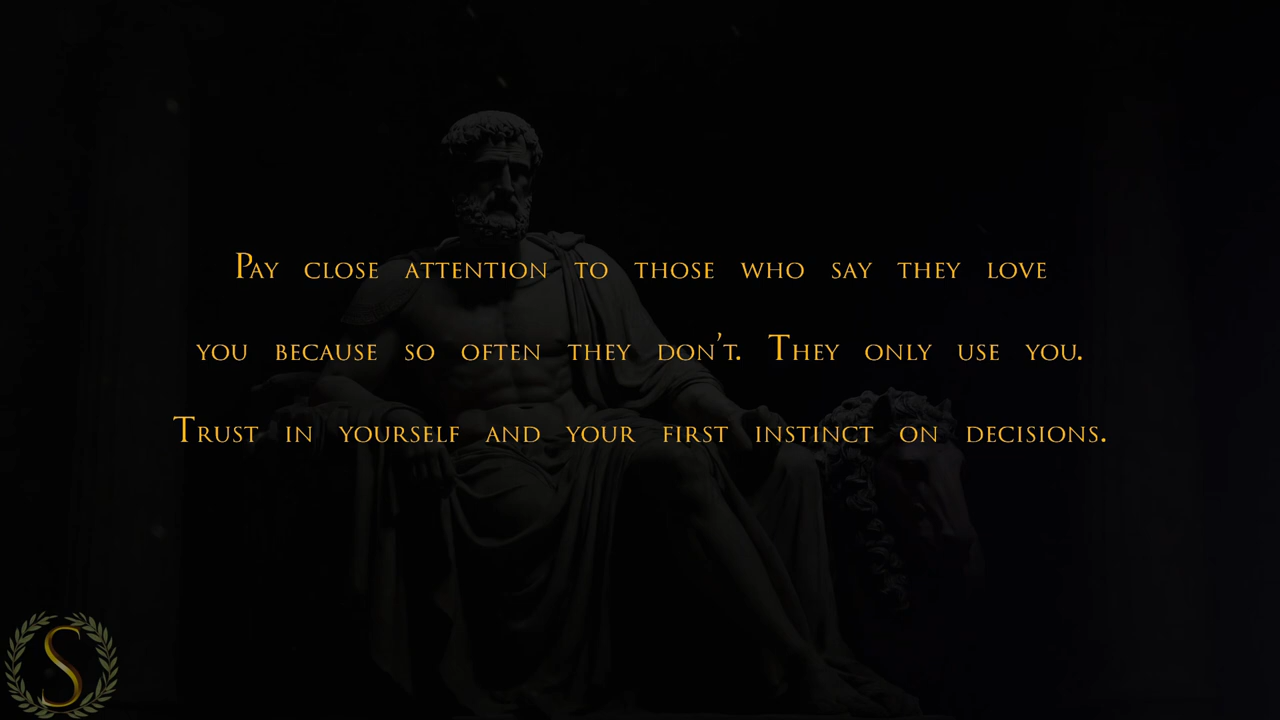 Pay close attention to those who say they love
you because so often they don't. They only use you.
Trust in yourself and your first instinct on decisions.
S